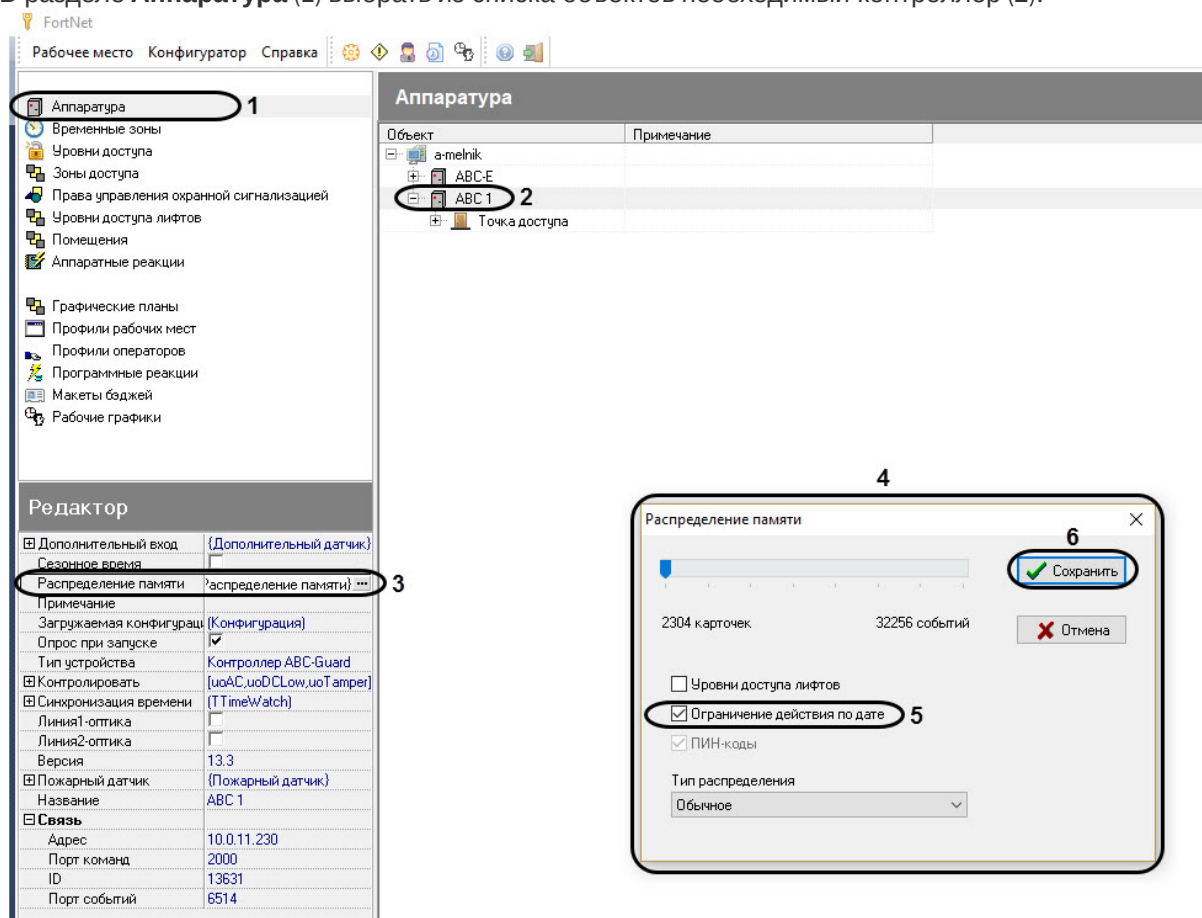 В разделе Аппаратура (1) выбрать из списка объектов необходимый контроллер (2).
FortNet
Рабочее место Конфигуратор Справка
Аппаратура 1
Временные зоны
Уровни доступа
Зоны доступа
Права управления охранной сигнализацией
Уровни доступа лифтов
Помещения
Аппаратные реакции
Графические планы
Профили рабочих мест
Профили операторов
Программные реакции
Макеты бэджей
Рабочие графики
Аппаратура
Объект Примечание
a-melnik
ABC-E
ABC 1 2
Точка доступа
Редактор
Дополнительный вход {Дополнительный датчик}
Сезонное время
Распределение памяти Распределение памяти} ... 3
Примечание
Загружаемая конфигураци (Конфигурация)
Опрос при запуске
Тип устройства Контроллер ABC-Guard
Контролировать [uoAC,uoDCLow,uoTamper]
Синхронизация времени (TTimeWatch)
Линия1-оптика
Линия2-оптика
Версия 13.3
Пожарный датчик {Пожарный датчик}
Название ABC 1
Связь
Адрес 10.0.11.230
Порт команд 2000
ID 13631
Порт событий 6514
4
Распределение памяти
6
Сохранить
2304 карточек 32256 событий
Отмена
Уровни доступа лифтов
Ограничение действия по дате 5
ПИН-коды
Тип распределения
Обычное